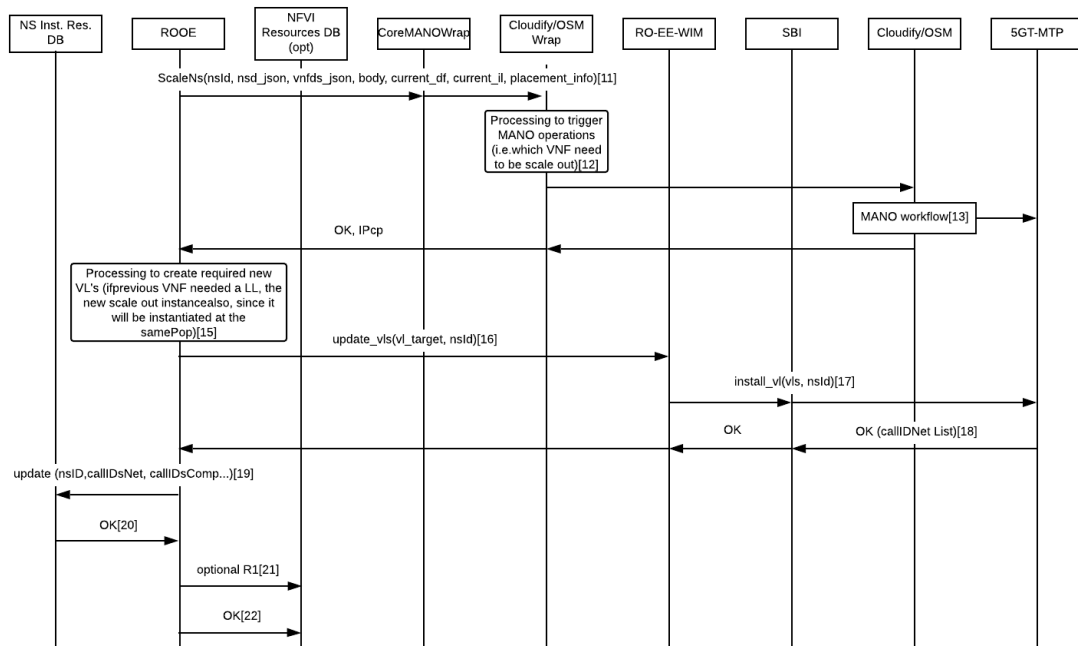 NS Inst. Res.
DB
ROOE
NFVI
Resources DB
(opt)
CoreMANOWrap
Cloudify/OSM
Wrap
RO-EE-WIM
SBI
Cloudify/OSM
5GT-MTP
ScaleNs(nsId, nsd_json, vnfds_json, body, current_df, current_il, placement_info)[11]
Processing to trigger
MANO operations
(i.e.which VNF need
to be scale out)[12]
MANO workflow[13]
OK, IPcp
Processing to create required new
VL's (ifprevious VNF needed a LL, the
new scale out instancealso, since it
will be instantiated at the
samePop)[15]
update_vls(vl_target, nsId)[16]
install_vl(vls, nsId)[17]
OK
OK (callIDNet List)[18]
update (nsID,callIDsNet, callIDsComp...)[19]
OK[20]
optional R1[21]
OK[22]